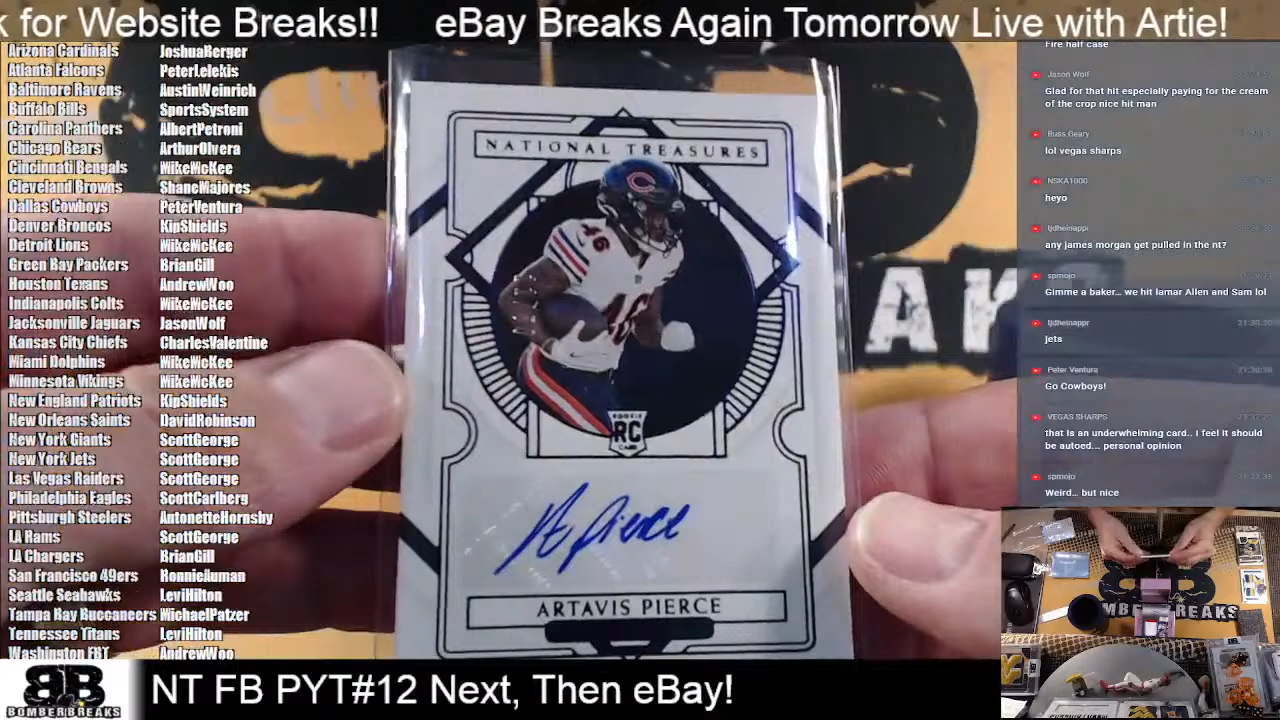 k for Website Breaks!! eBay Breaks Again Tomorrow Live with Artie!
Arizona Cardinals JoshuaBerger
Atlanta Falcons PeterLelekis
Baltimore Ravens AustinWeinrich
Buffalo Bills SportsSystem
Carolina Panthers AlbertPetroni
Chicago Bears ArthurOlvera
Cincinnati Bengals MikeMcKee
Cleveland Browns ShaneMajores
Dallas Cowboys PeterVentura
Denver Broncos KipShields
Detroit Lions MikeMcKee
Green Bay Packers BrianGill
Houston Texans AndrewWoo
Indianapolis Colts MikeMcKee
Jacksonville Jaguars JasonWolf
Kansas City Chiefs CharlesValentine
Miami Dolphins MikeMcKee
Minnesota Vikings MikeMcKee
New England Patriots KipShields
New Orleans Saints DavidRobinson
New York Giants ScottGeorge
New York Jets ScottGeorge
Las Vegas Raiders ScottGeorge
Philadelphia Eagles ScottCarlberg
Pittsburgh Steelers AntonetteHornsby
LA Rams ScottGeorge
LA Chargers BrianGill
San Francisco 49ers RonnieAuman
Seattle Seahawks LeviHilton
Tampa Bay Buccaneers MichaelPatzer
Tennessee Titans LeviHilton
Washington FBT AndrewWoo
NATIONAL TREASURES
46
46
ROOKIE
RC
CARD
A Pierce
ARTAVIS PIERCE
AK
Fire half case
Jason Wolf
Glad for that hit especially paying for the cream
of the crop nice hit man
Russ Geary
lol vegas sharps
NSKA1000
heyo
ljdheinappr
any james morgan get pulled in the nt?
spmojo
Gimme a baker... we hit lamar Allen and Sam lol
ljdheinappr
jets
Peter Ventura
Go Cowboys!
VEGAS SHARPS
that is an underwhelming card.. i feel it should
be autoed... personal opinion
spmojo
Weird... but nice
BOMBERBREAKS
BB
BOMBERBREAKS
NT FB PYT#12 Next, Then eBay!